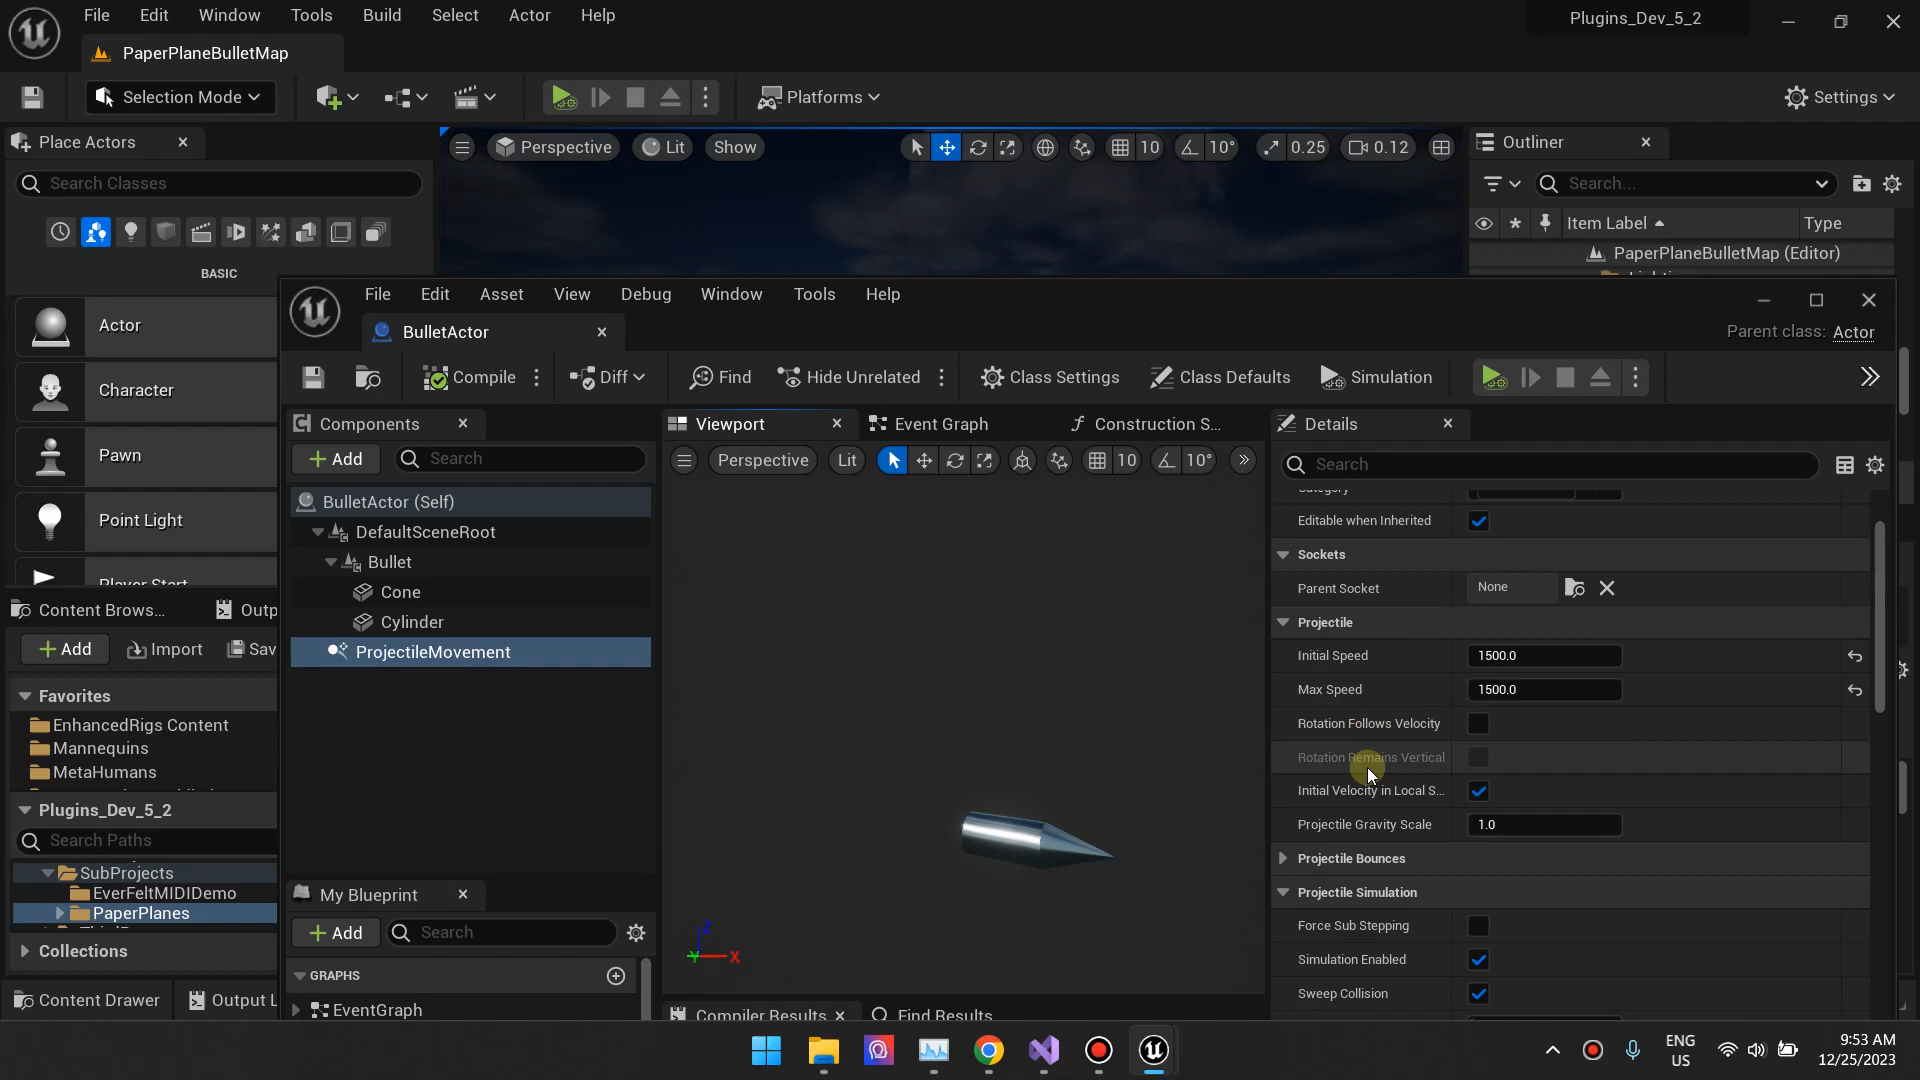 File Edit Window Tools Build Select Actor Help
Plugins_Dev_5_2
PaperPlaneBulletMap
Selection Mode
Platforms
Settings
Place Actors
Search Classes
BASIC
Actor
Character
Pawn
Point Light
Player Start
Perspective Lit Show
10 10° 0.25 0.12
Outliner
Search...
Item Label Type
PaperPlaneBulletMap (Editor)
File Edit Asset View Debug Window Tools Help
BulletActor
Parent class: Actor
Compile Diff Find Hide Unrelated Class Settings Class Defaults Simulation
Components
Add Search
BulletActor (Self)
DefaultSceneRoot
Bullet
Cone
Cylinder
ProjectileMovement
My Blueprint
Add Search
GRAPHS
EventGraph
Viewport Event Graph Construction S...
Perspective Lit 10 10°
Z
Y X
Compiler Results Find Results
Details
Search
Category
Editable when Inherited
Sockets
Parent Socket None
Projectile
Initial Speed 1500.0
Max Speed 1500.0
Rotation Follows Velocity
Rotation Remains Vertical
Initial Velocity in Local S...
Projectile Gravity Scale 1.0
Projectile Bounces
Projectile Simulation
Force Sub Stepping
Simulation Enabled
Sweep Collision
Content Brows... Outp
Add Import Sav
Favorites
EnhancedRigs Content
Mannequins
MetaHumans
Plugins_Dev_5_2
Search Paths
SubProjects
EverFeltMIDIDemo
PaperPlanes
Collections
Content Drawer Output L
ENG
US
9:53 AM
12/25/2023